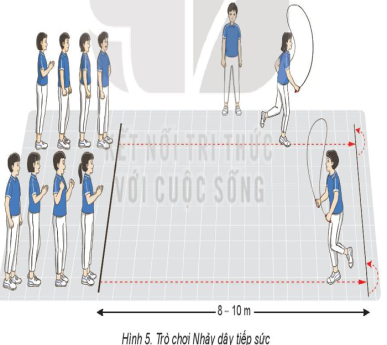 KẾT NỐI TRI THỨC
VỚI CUỘC SỐNG
8 – 10 m
Hình 5. Trò chơi Nhảy dây tiếp sức